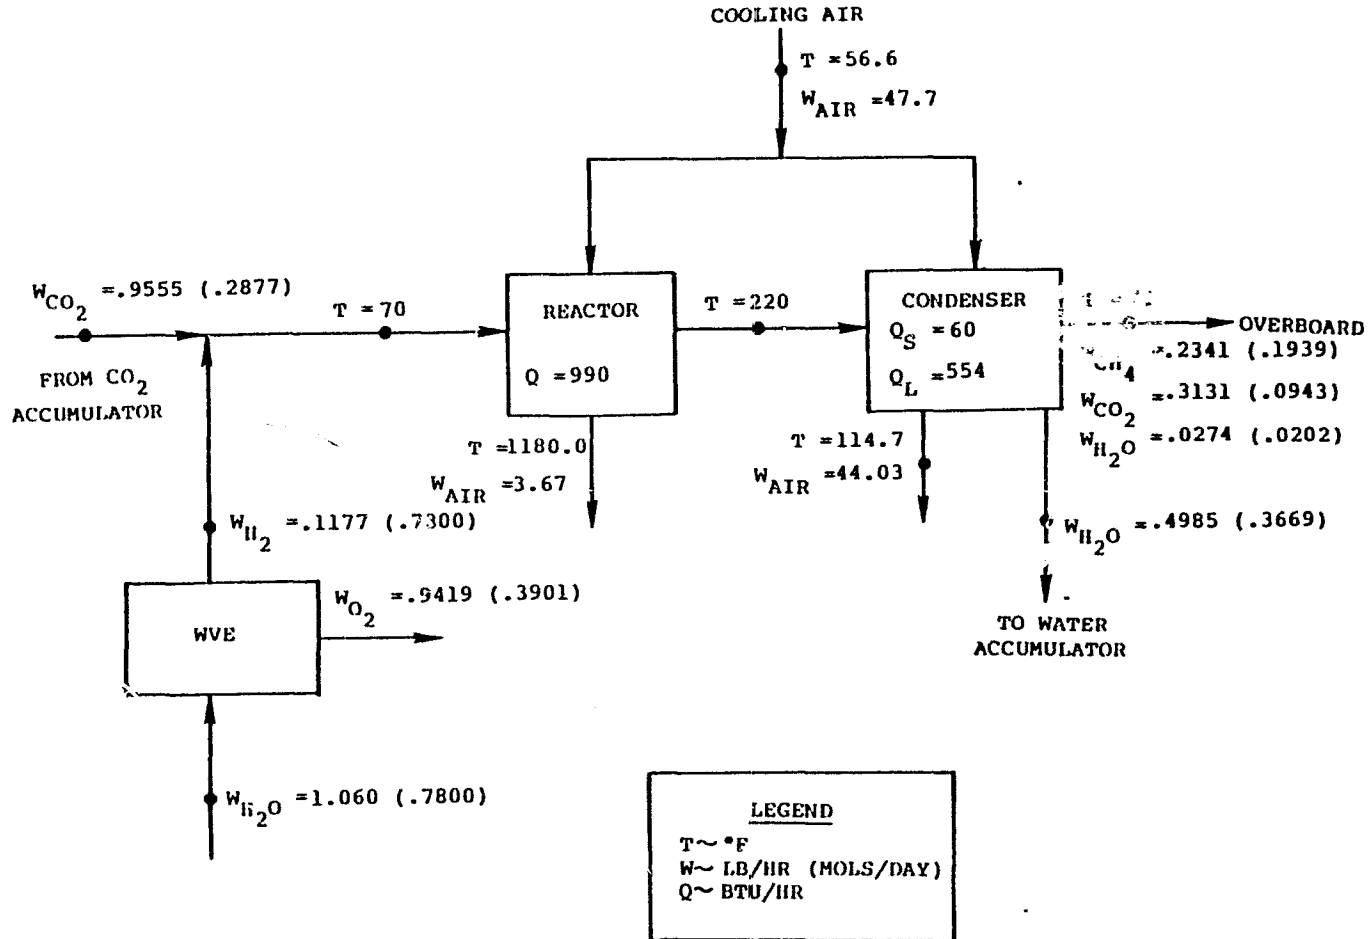 COOLING AIR
T =56.6
W_AIR =47.7
W_CO2 =.9555 (.2877)
FROM CO2
ACCUMULATOR
T =70
REACTOR
Q =990
T =220
CONDENSER
Q_S =60
Q_L =554
OVERBOARD
=.2341 (.1939)
W_CO2 =.3131 (.0943)
W_H2O =.0274 (.0202)
T =1180.0
W_AIR =3.67
T =114.7
W_AIR =44.03
W_H2O =.4985 (.3669)
TO WATER
ACCUMULATOR
W_H2 =.1177 (.7300)
W_O2 =.9419 (.3901)
WVE
W_H2O =1.060 (.7800)
LEGEND
T~ °F
W~ LB/HR (MOLS/DAY)
Q~ BTU/HR